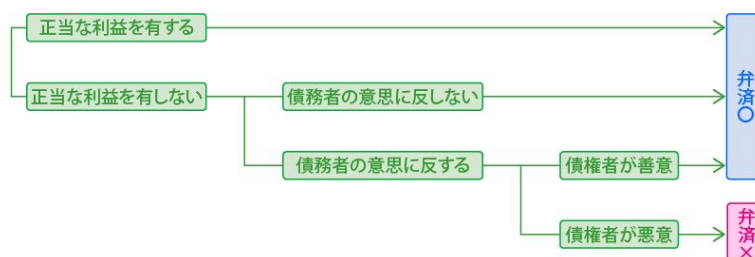 正当な利益を有する
正当な利益を有しない
債務者の意思に反しない
債務者の意思に反する
債権者が善意
債権者が悪意
弁済○
弁済×